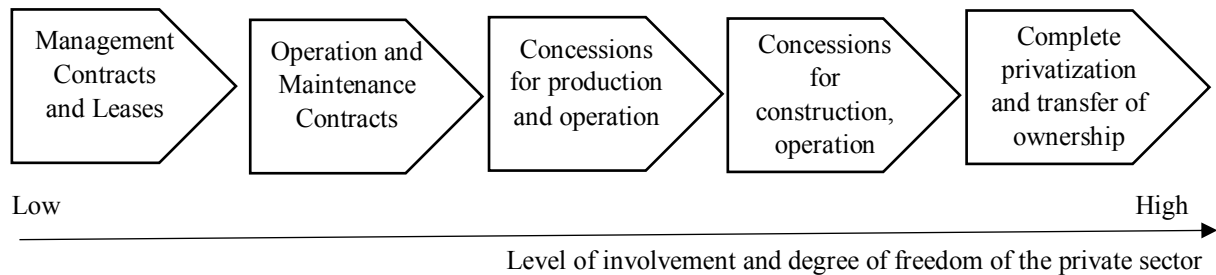 Management
Contracts
and Leases
Operation and
Maintenance
Contracts
Concessions
for production
and operation
Concessions
for
construction,
operation
Complete
privatization
and transfer of
ownership
Low
High
Level of involvement and degree of freedom of the private sector